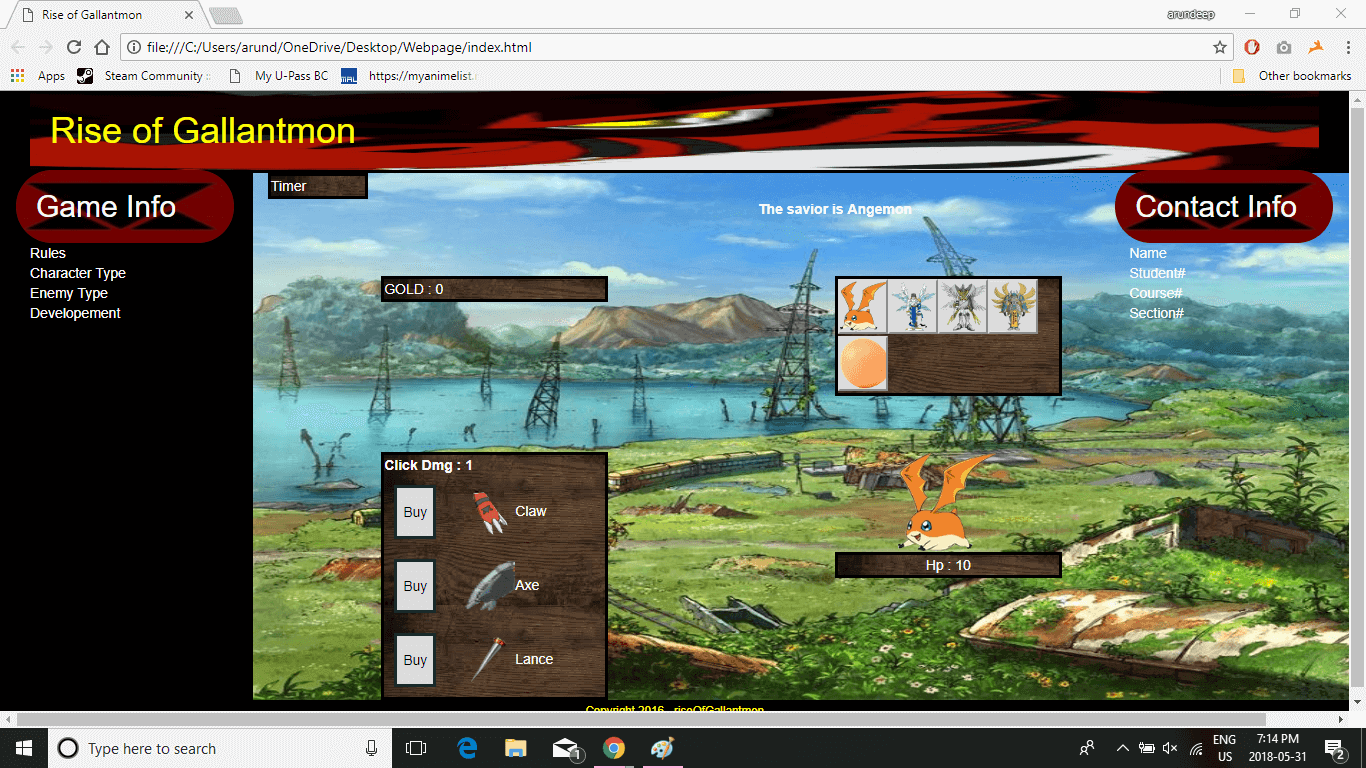 Rise of Gallantmon
arundeep
file:///C:/Users/arund/OneDrive/Desktop/Webpage/index.html
Apps
Steam Community ::
My U-Pass BC
MAL
https://myanimelist.
Other bookmarks
Rise of Gallantmon
Game Info
Rules
Character Type
Enemy Type
Developement
Timer
The savior is Angemon
GOLD : 0
Contact Info
Name
Student#
Course#
Section#
Click Dmg : 1
Buy
Claw
Buy
Axe
Buy
Lance
Hp : 10
Copyright 2016 riseOfGallantmon
Type here to search
1
ENG
US
7:14 PM
2018-05-31
2